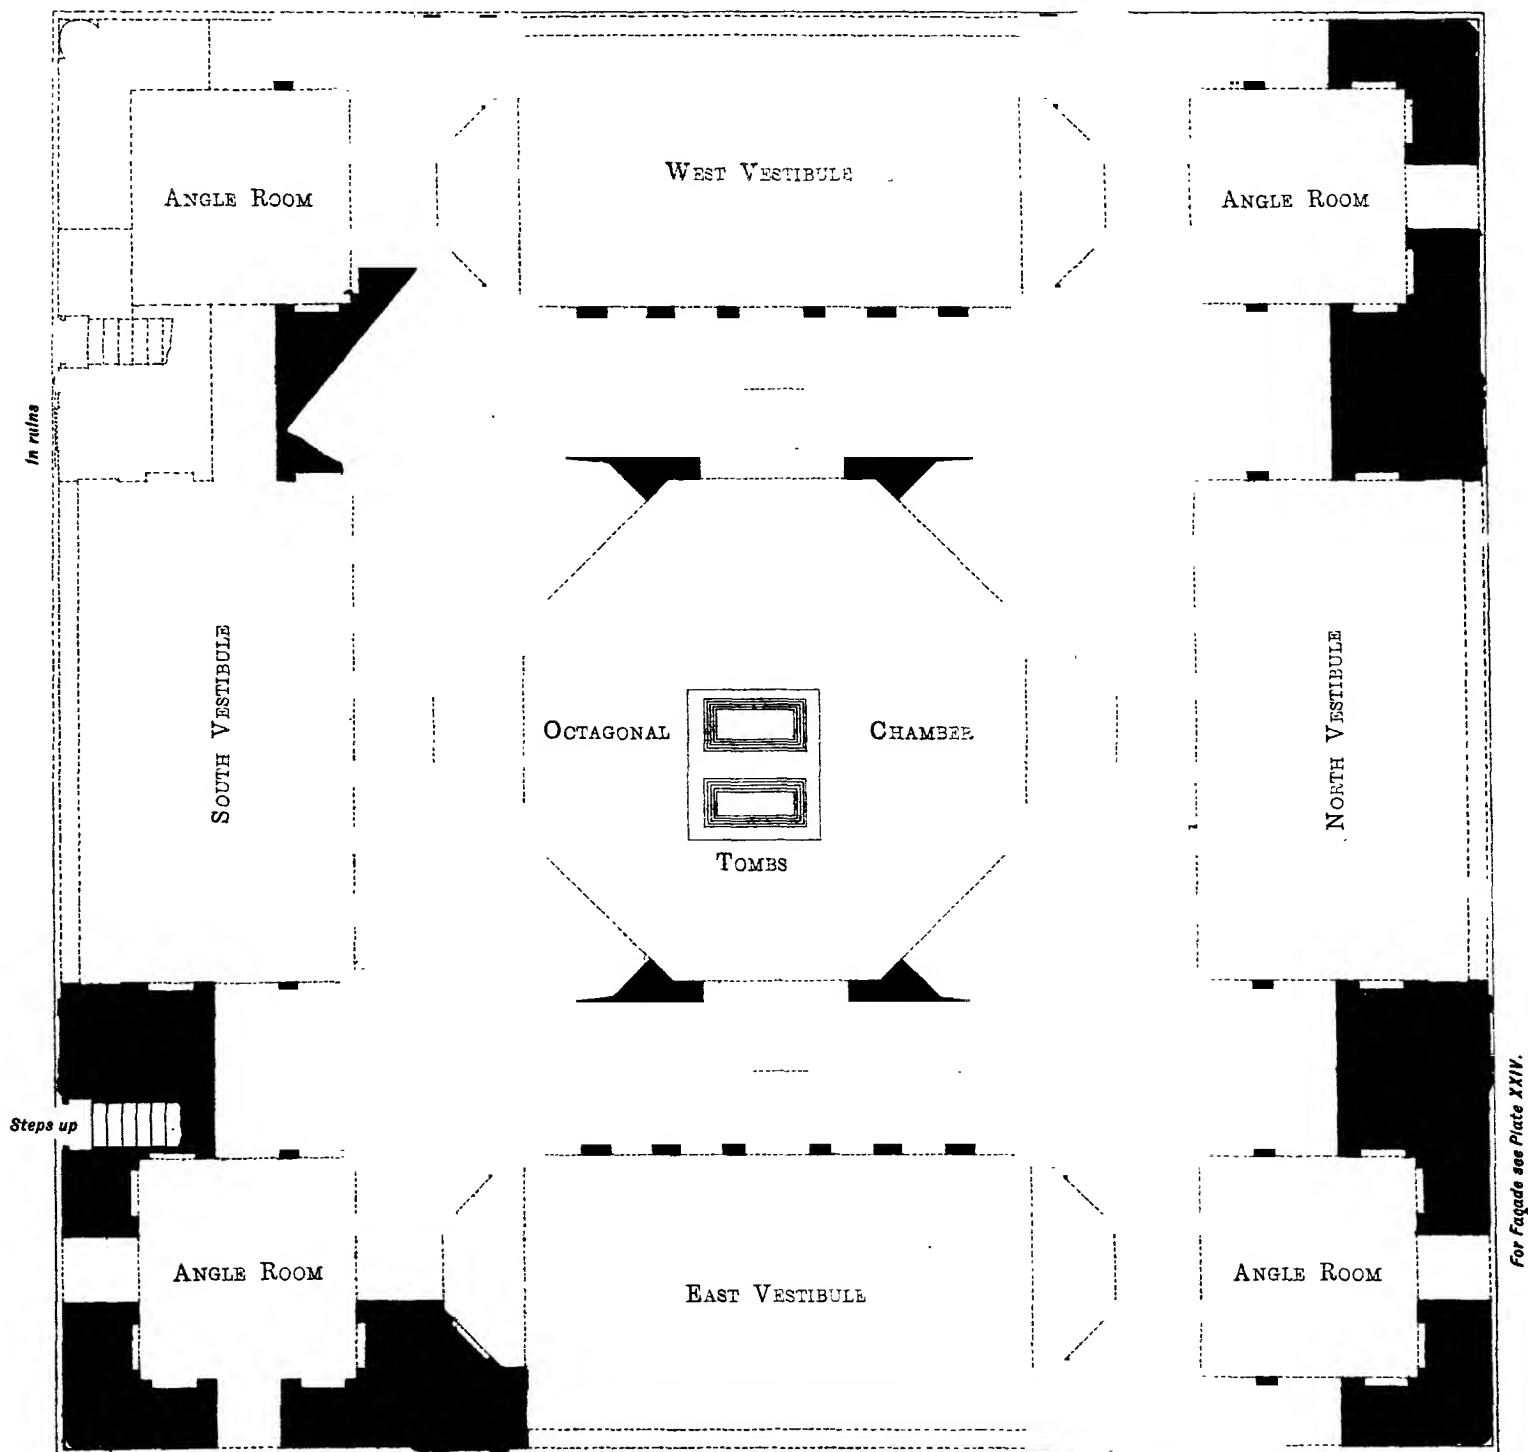 WEST VESTIBULE
ANGLE ROOM
ANGLE ROOM
In ruins
SOUTH VESTIBULE
OCTAGONAL
CHAMBER
NORTH VESTIBULE
TOMBS
Steps up
For Façade see Plate XXIV.
ANGLE ROOM
EAST VESTIBULE
ANGLE ROOM